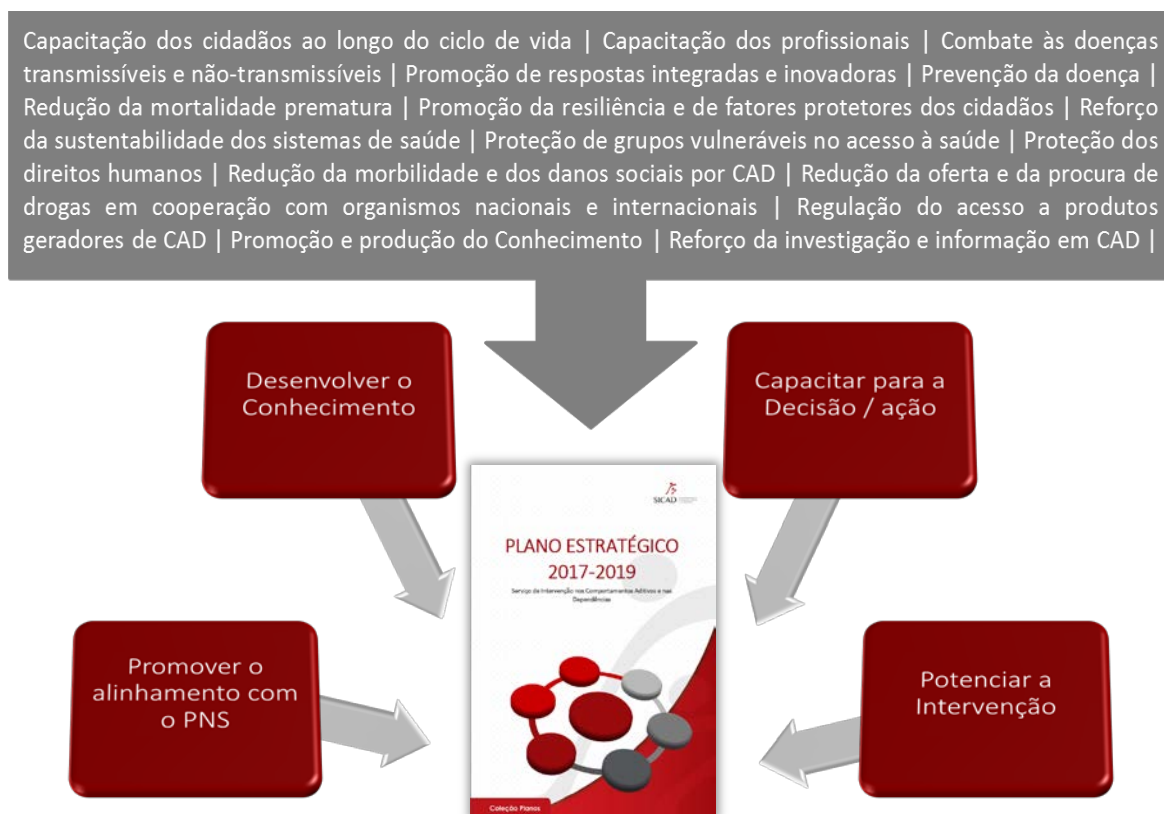 Capacitação dos cidadãos ao longo do ciclo de vida | Capacitação dos profissionais | Combate às doenças
transmissíveis e não-transmissíveis | Promoção de respostas integradas e inovadoras | Prevenção da doença |
Redução da mortalidade prematura | Promoção da resiliência e de fatores protetores dos cidadãos | Reforço
da sustentabilidade dos sistemas de saúde | Proteção de grupos vulneráveis no acesso à saúde | Proteção dos
direitos humanos | Redução da morbilidade e dos danos sociais por CAD | Redução da oferta e da procura de
drogas em cooperação com organismos nacionais e internacionais | Regulação do acesso a produtos
geradores de CAD | Promoção e produção do Conhecimento | Reforço da investigação e informação em CAD |
Desenvolver o
Conhecimento
Capacitar para a
Decisão / ação
SICAD
PLANO ESTRATÉGICO
2017-2019
Serviço de Intervenção nos Comportamentos Aditivos e nas
Dependências
Promover o
alinhamento com
o PNS
Potenciar a
Intervenção
Coleção Planos